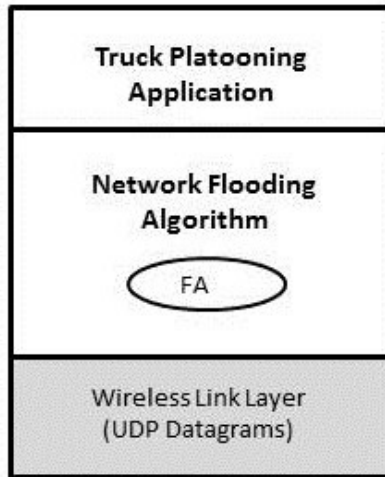 Truck Platooning
Application
Network Flooding
Algorithm
FA
Wireless Link Layer
(UDP Datagrams)